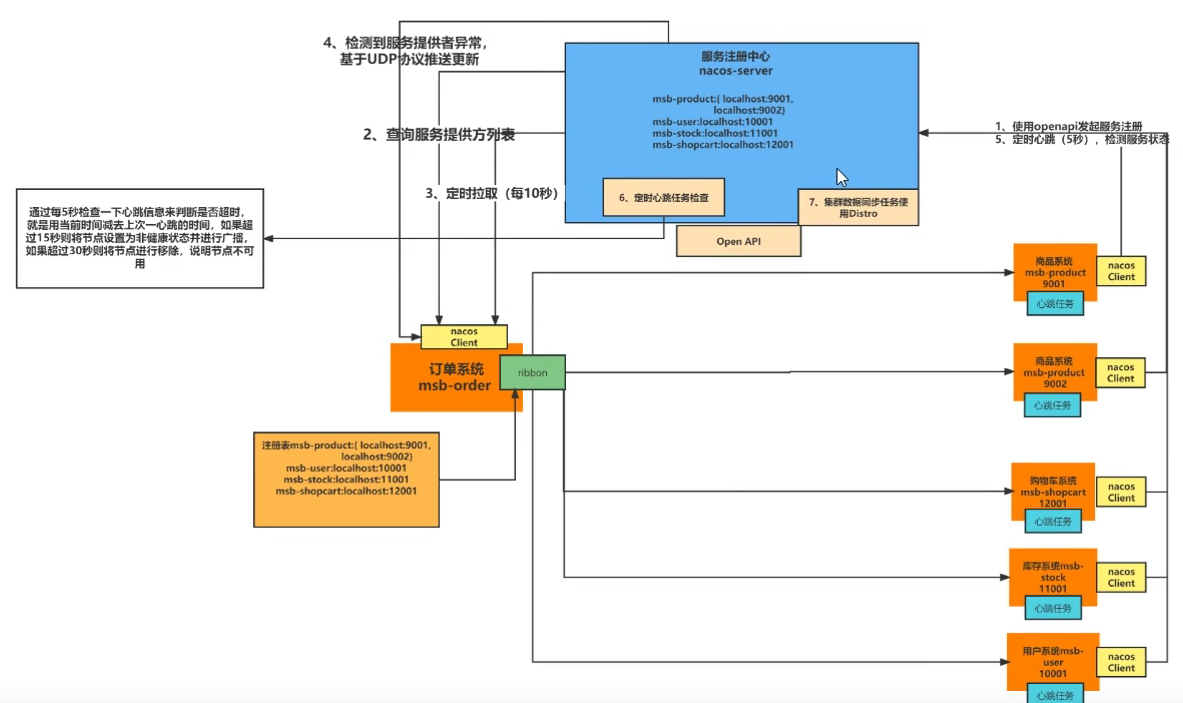 4、检测到服务提供者异常，
基于UDP协议推送更新
服务注册中心
nacos-server
msb-product:{ localhost:9001,
localhost:9002}
msb-user:localhost:10001
msb-stock:localhost:11001
msb-shopcart:localhost:12001
2、查询服务提供方列表
1、使用openapi发起服务注册
5、定时心跳（5秒），检测服务状态
3、定时拉取（每10秒）
6、定时心跳任务检查
7、集群数据同步任务使
用Distro
Open API
通过每5秒检查一下心跳信息来判断是否超时，
就是用当前时间减去上次一心跳的时间，如果超
过15秒则将节点设置为非健康状态并进行广播，
如果超过30秒则将节点进行移除，说明节点不可
用
商品系统
msb-product
9001
nacos
Client
心跳任务
nacos
Client
订单系统
msb-order
ribbon
商品系统
msb-product
9002
nacos
Client
心跳任务
注册表msb-product:{ localhost:9001,
localhost:9002}
msb-user:localhost:10001
msb-stock:localhost:11001
msb-shopcart:localhost:12001
购物车系统
msb-shopcart
12001
nacos
Client
心跳任务
库存系统msb-
stock
11001
nacos
Client
心跳任务
用户系统msb-
user
10001
nacos
Client
心跳任务